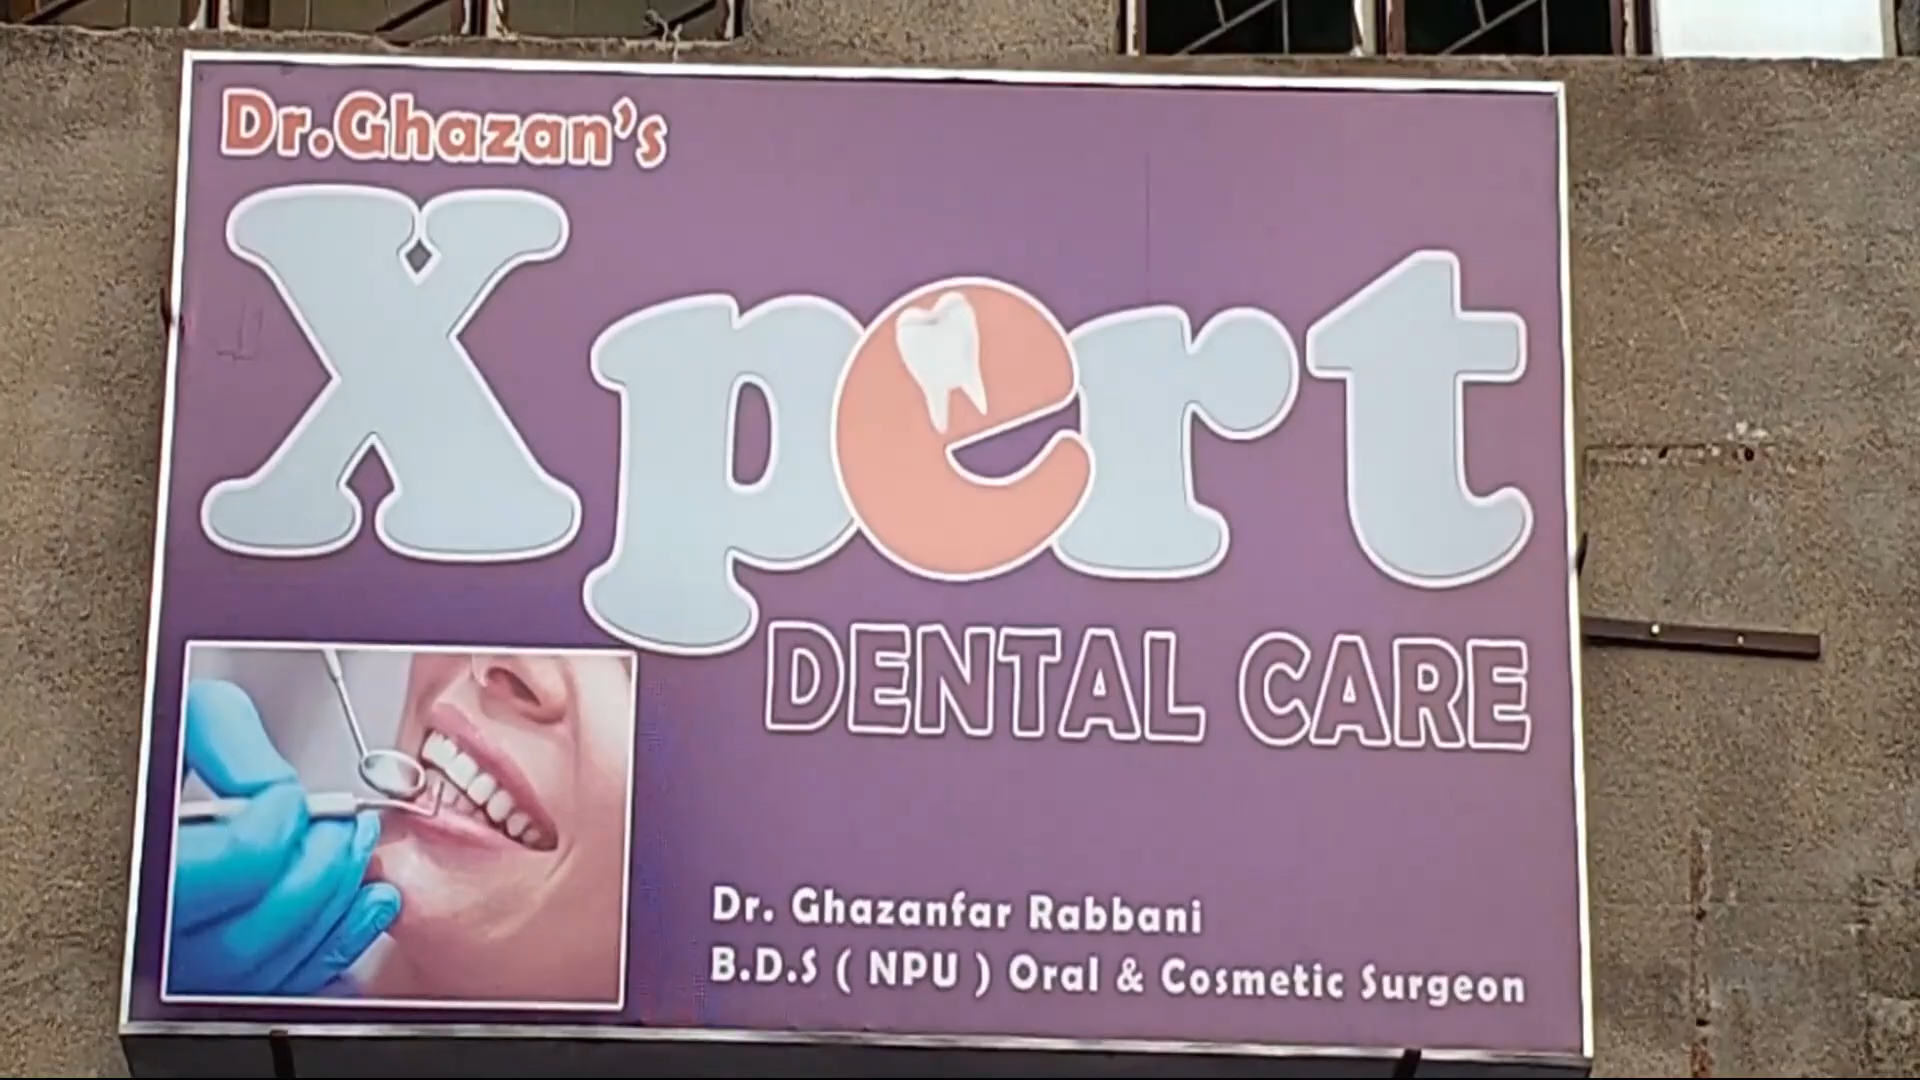 Dr.Ghazan's
Xpert
DENTAL CARE
Dr. Ghazanfar Rabbani
B.D.S ( NPU ) Oral & Cosmetic Surgeon